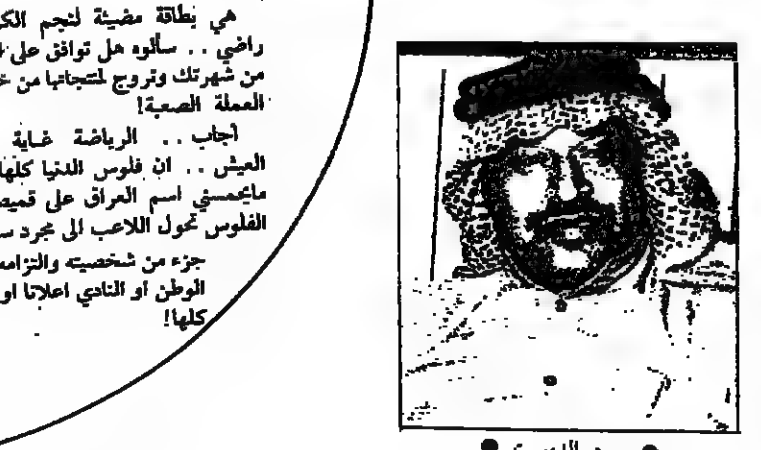 هي بطاقة مضيئة لنجم الكر
راضي . . سألوه هل توافق على
من شهرتك وتروج لمنتجاتها من خ
العملة الصعبة!
أجاب . . الرياضة غاية
العيش . . ان فلوس الدنيا كلها
مايحمسني اسم العراق على قميص
الفلوس تحول اللاعب الى مجرد س
جزء من شخصيته والتزامه
الوطن أو النادي اعلانا او
كلها!